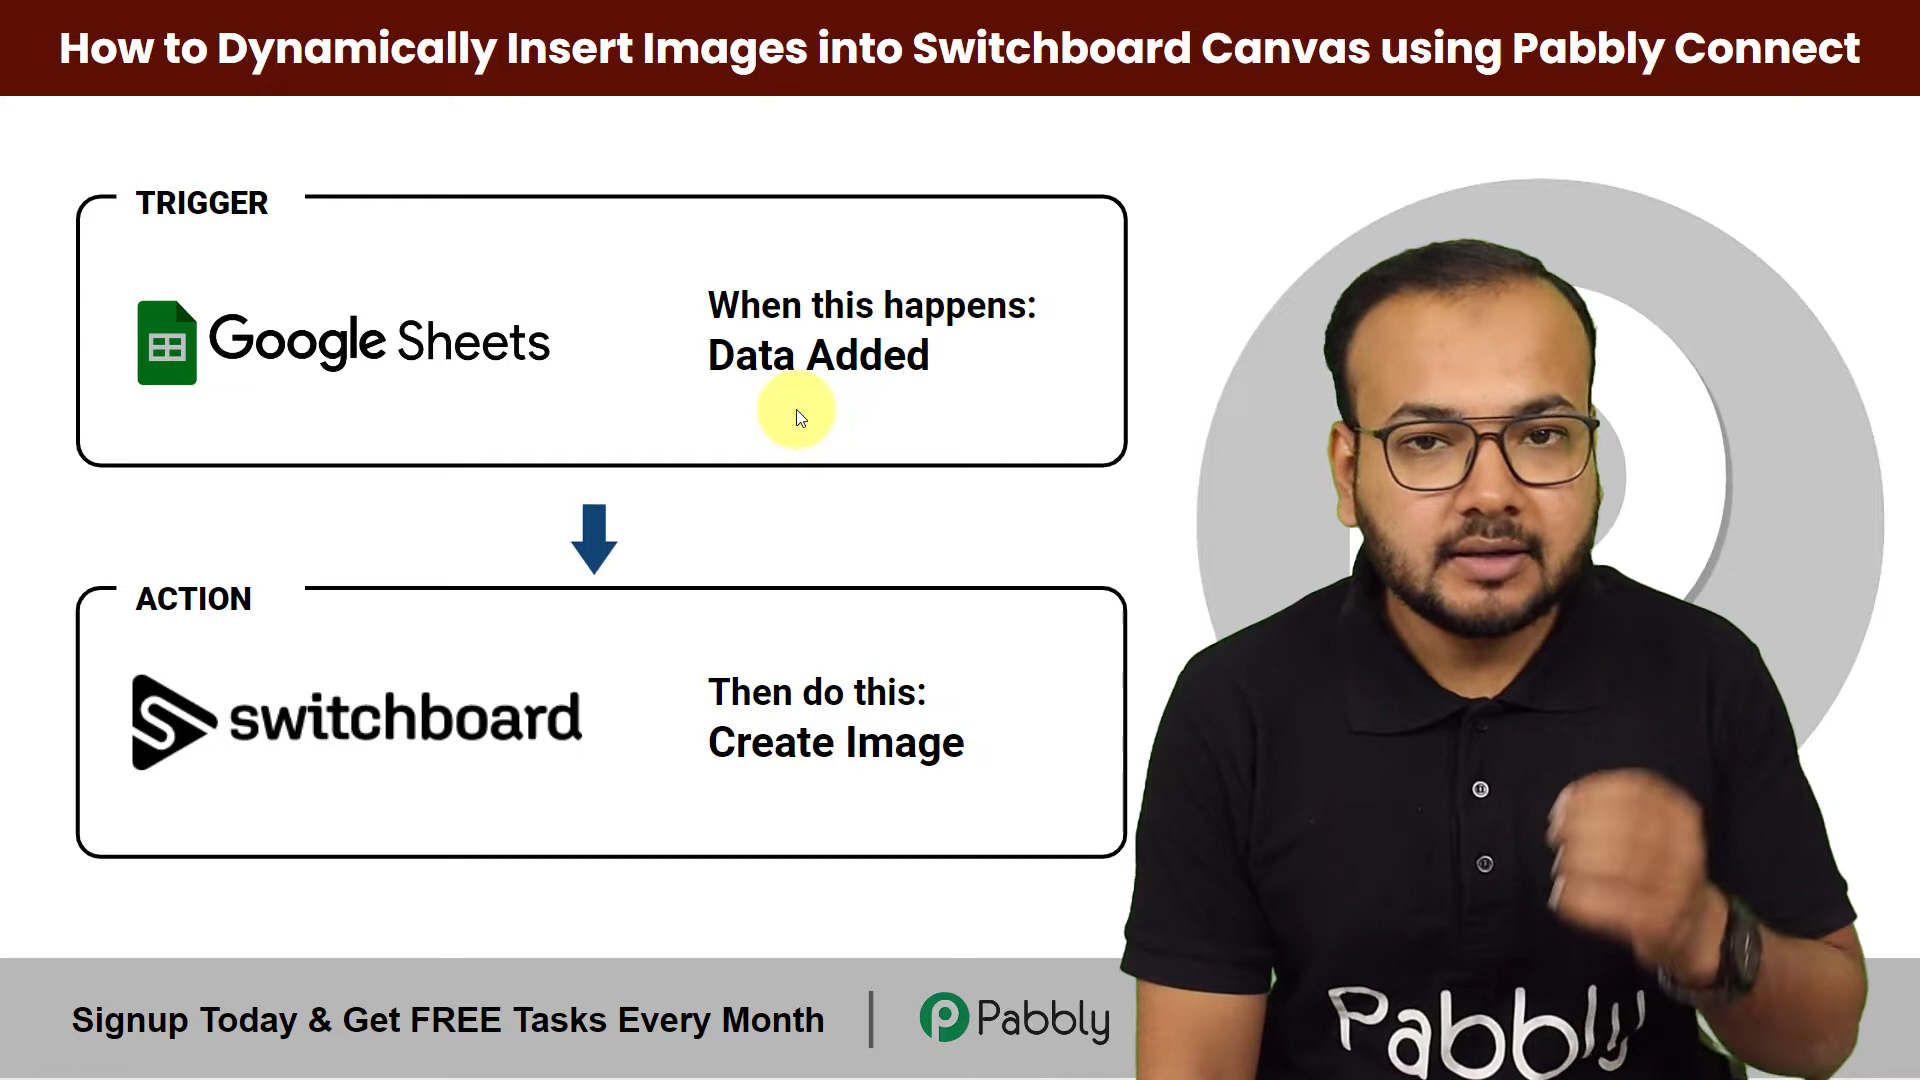 How to Dynamically Insert Images into Switchboard Canvas using Pabbly Connect
TRIGGER
Google Sheets
When this happens:
Data Added
ACTION
switchboard
Then do this:
Create Image
Signup Today & Get FREE Tasks Every Month
Pabbly
Pabbly